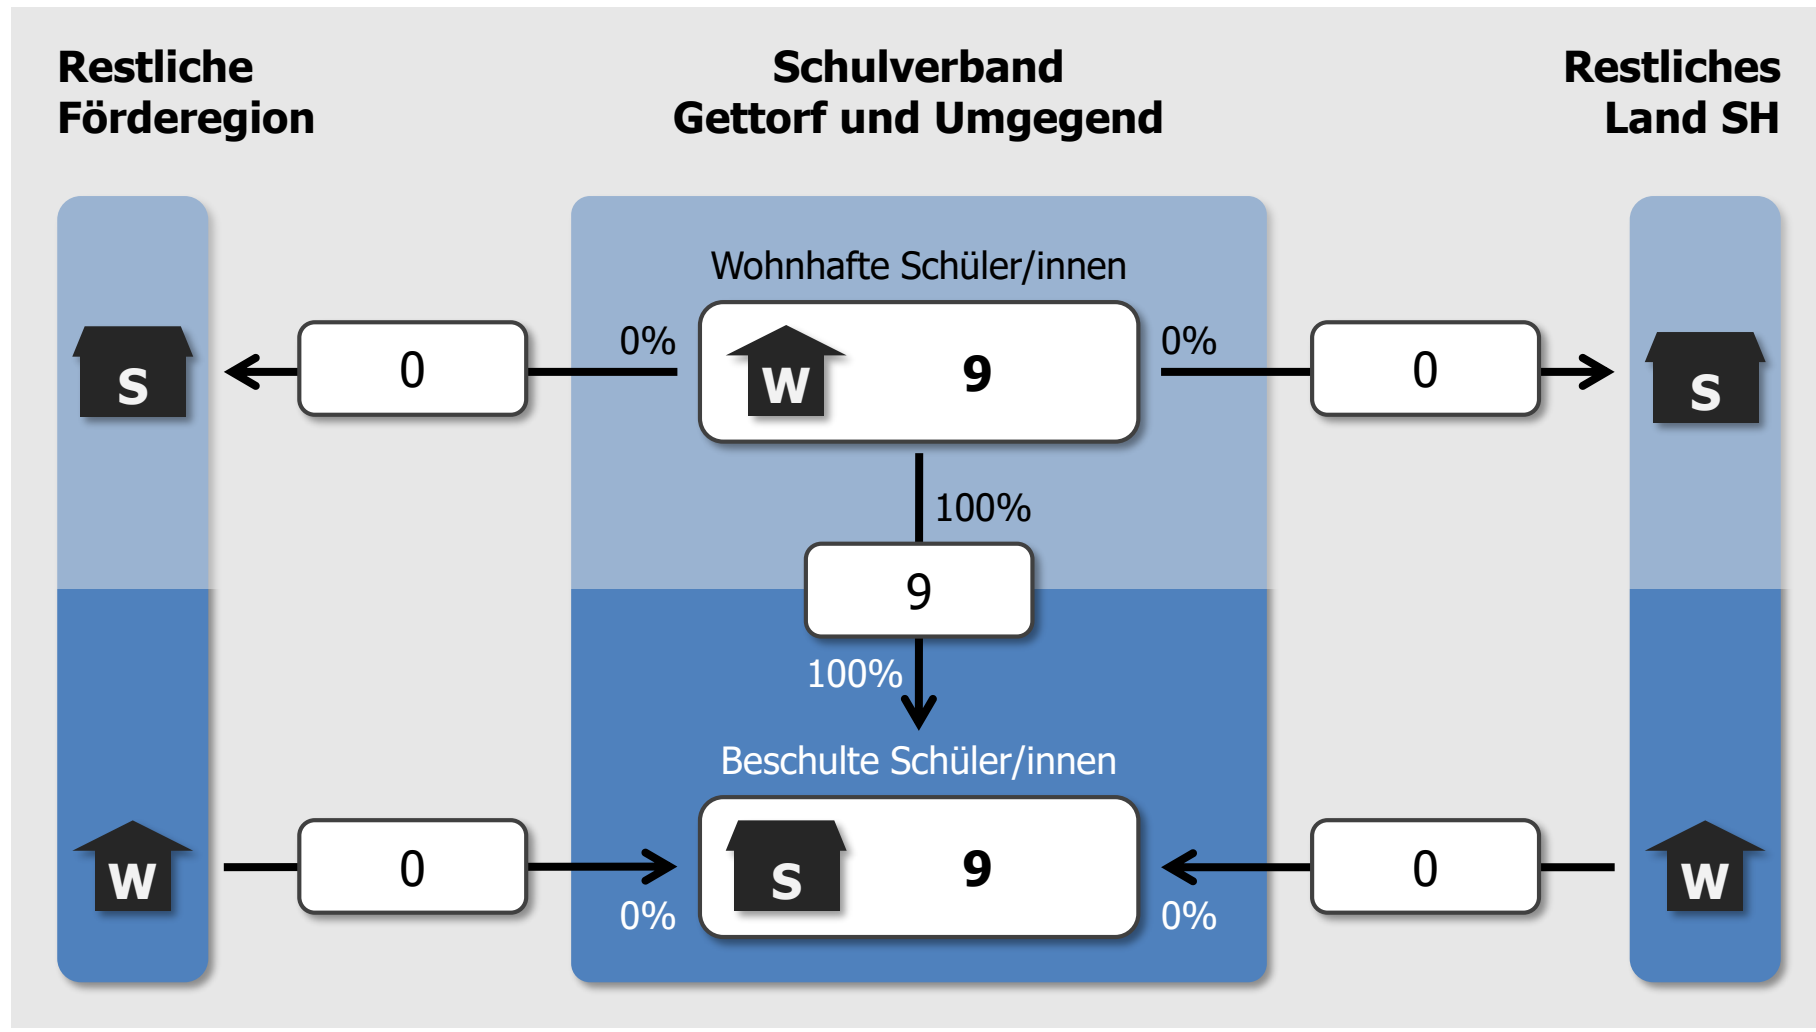 Restliche
Förderegion
Schulverband
Gettorf und Umgegend
Restliches
Land SH
Wohnhafte Schüler/innen
S
0
0%
W
9
0%
0
S
100%
9
100%
Beschulte Schüler/innen
W
0
0%
S
9
0%
0
W